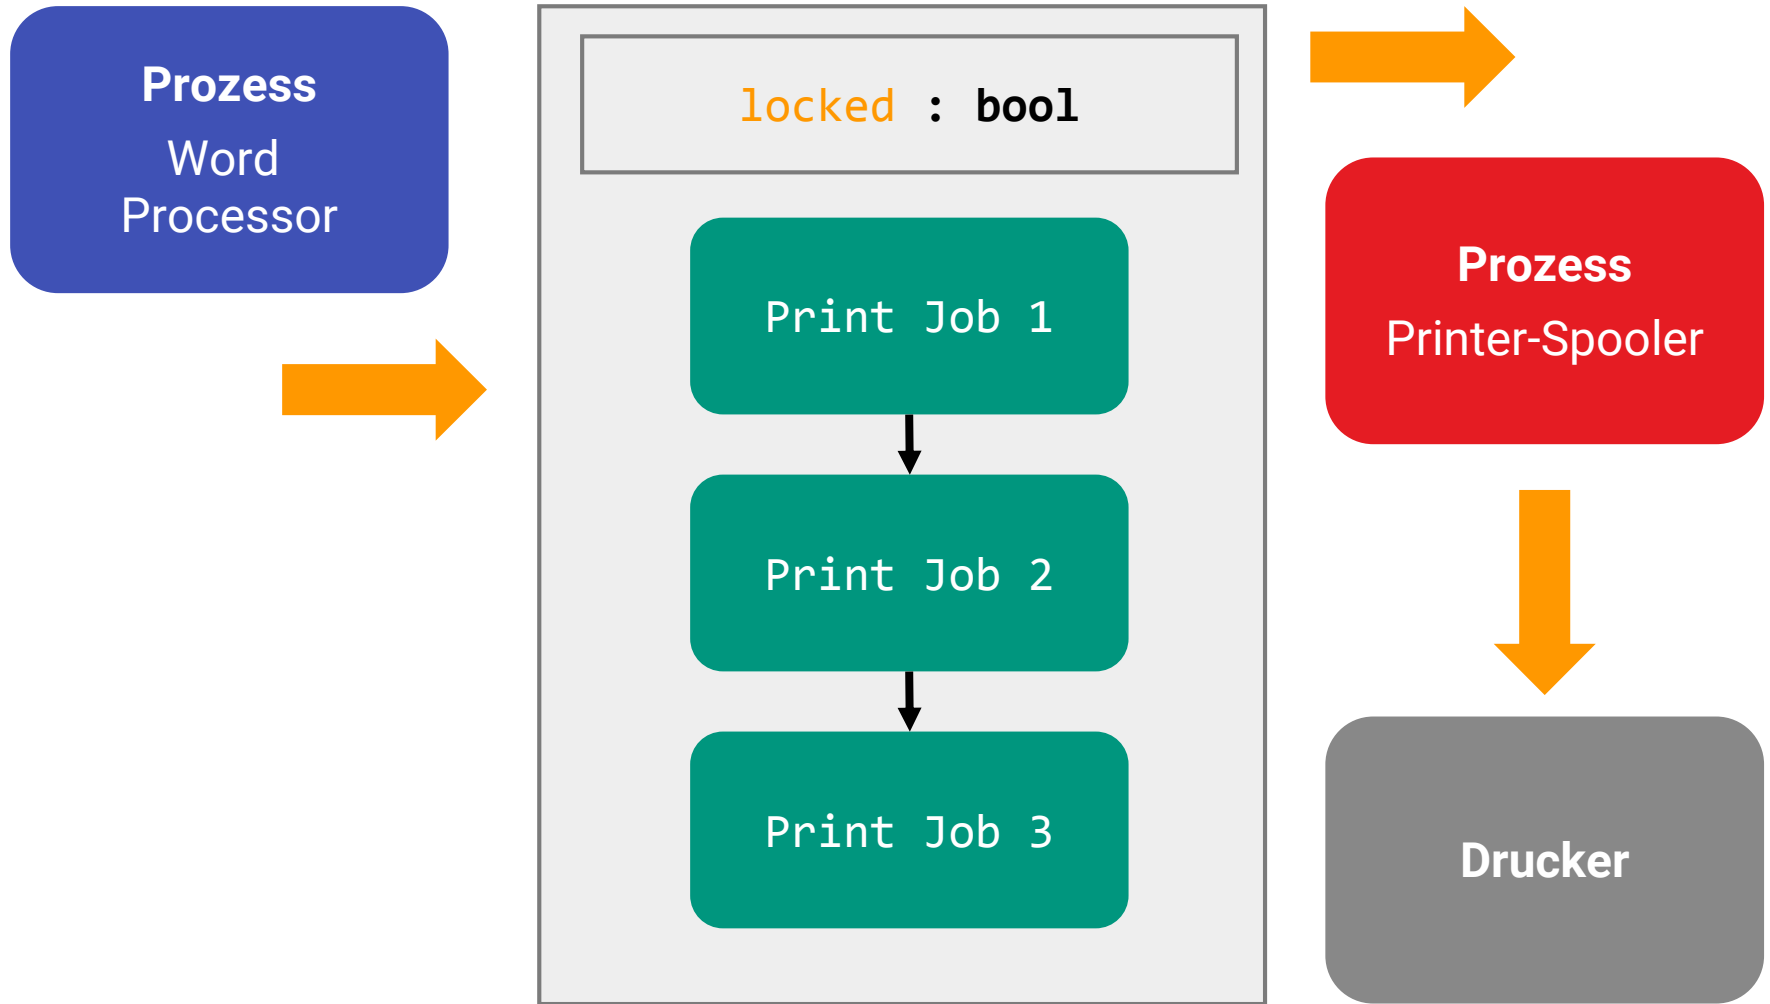 Prozess
Word
Processor
locked : bool
Print Job 1
Print Job 2
Print Job 3
Prozess
Printer-Spooler
Drucker